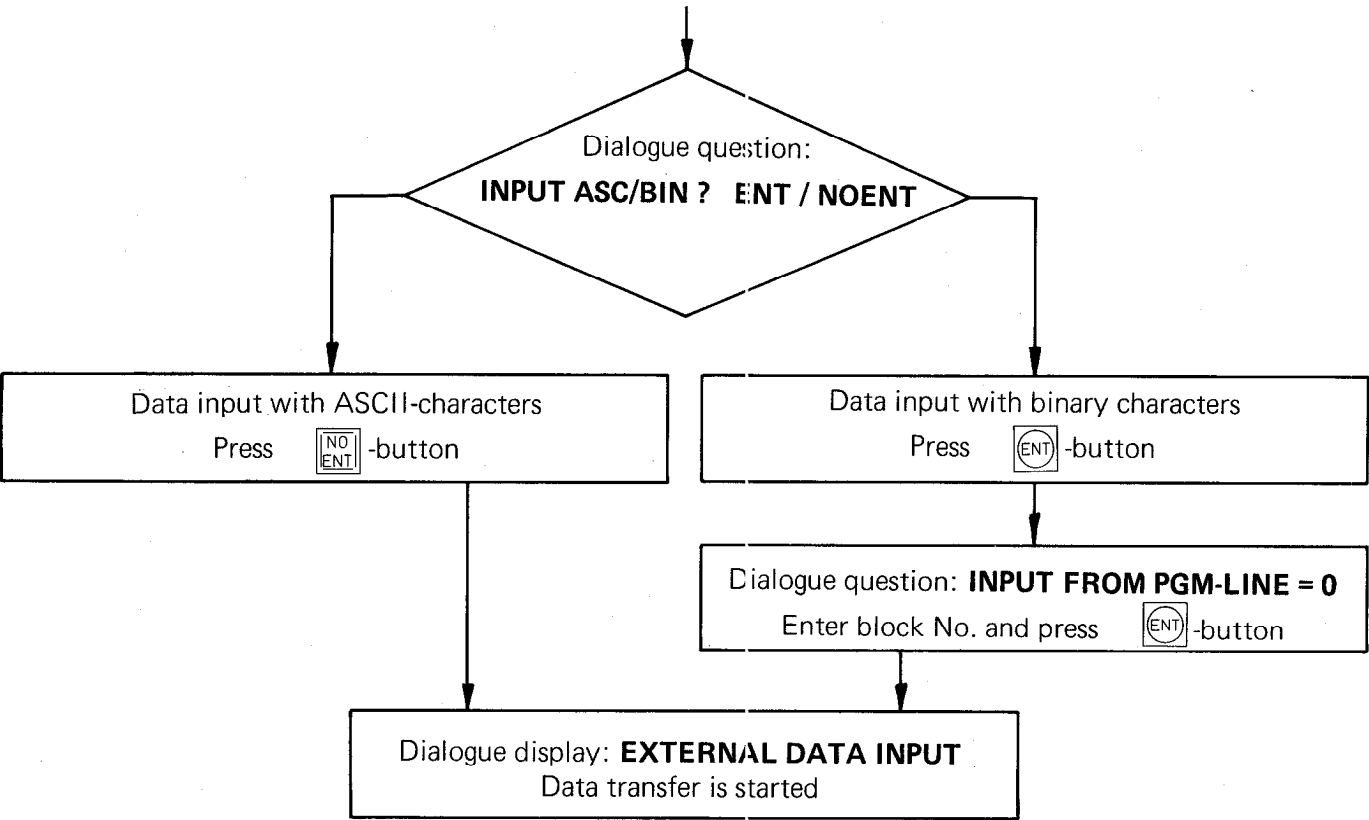 Dialogue question:
INPUT ASC/BIN ? ENT / NOENT
Data input with ASCII-characters
Press NO ENT -button
Data input with binary characters
Press ENT -button
Dialogue question: INPUT FROM PGM-LINE = 0
Enter block No. and press ENT -button
Dialogue display: EXTERNAL DATA INPUT
Data transfer is started